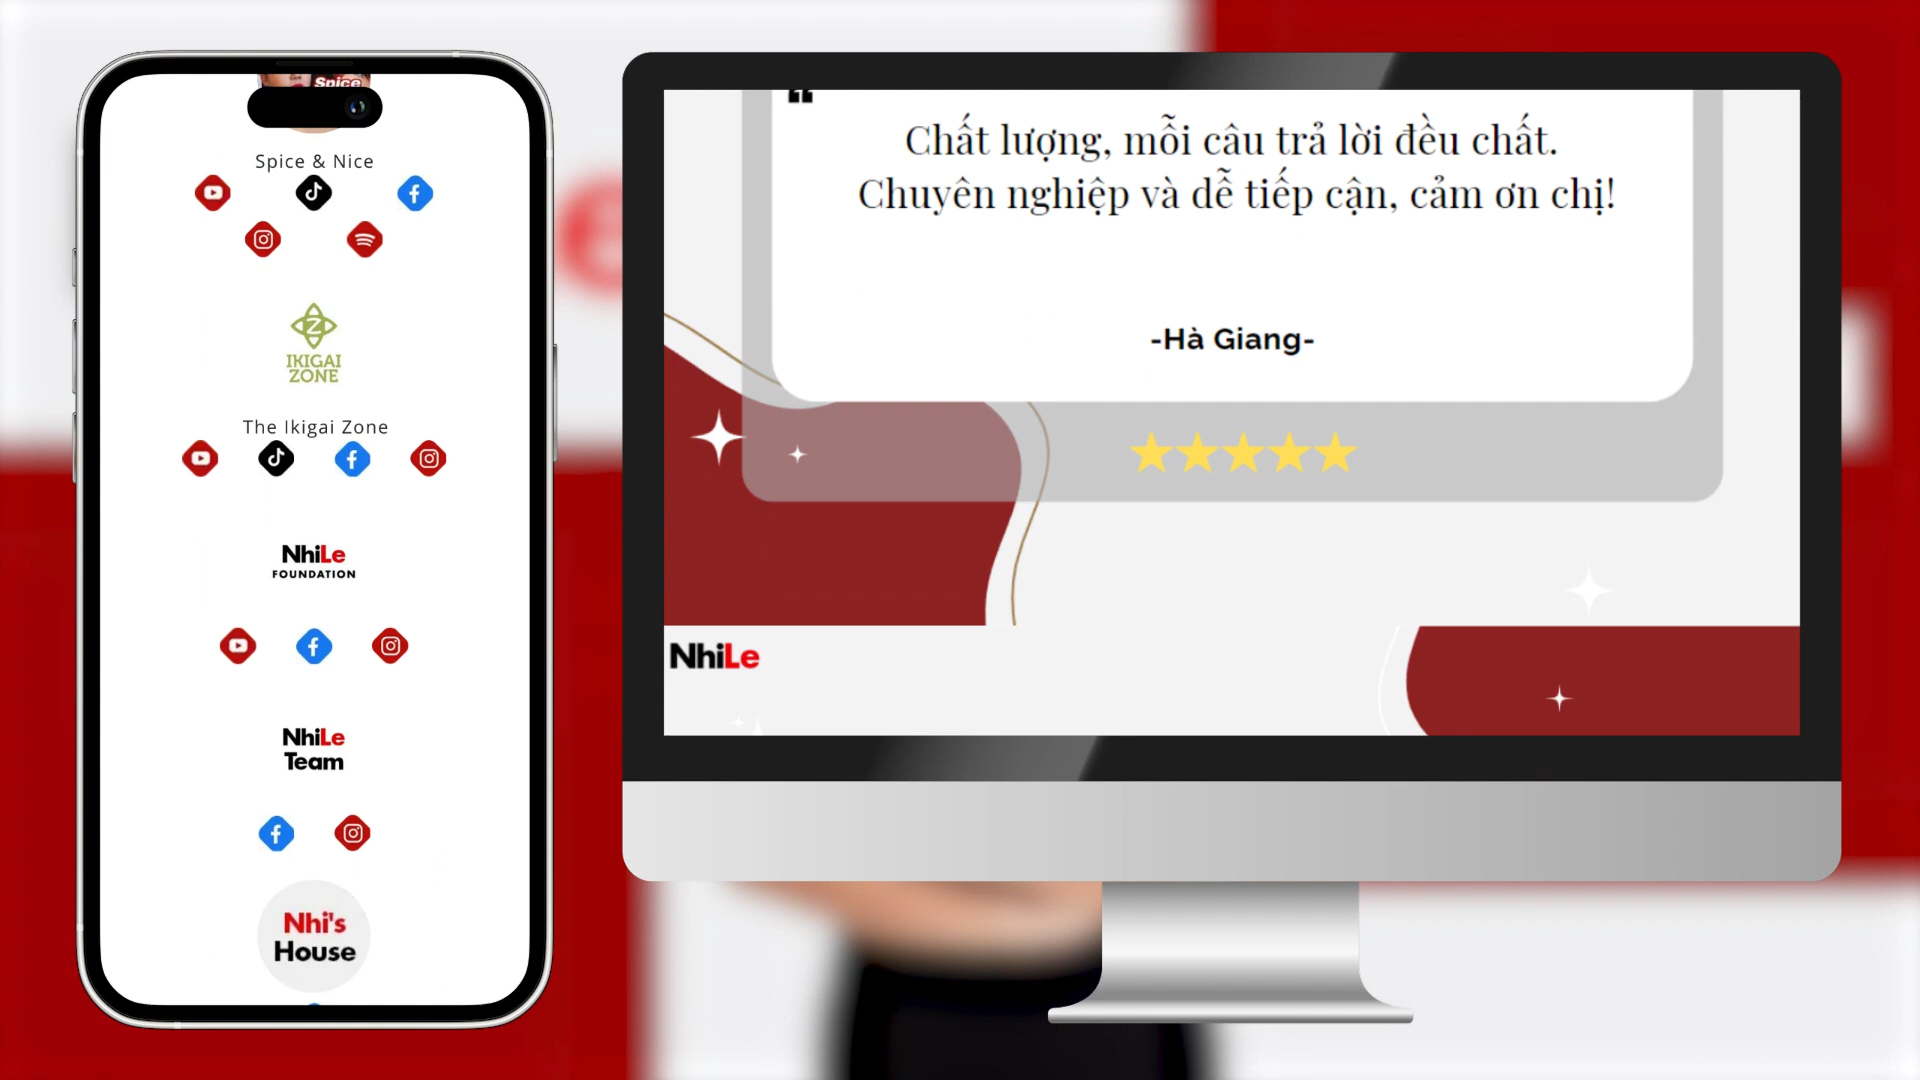 Spice
Spice & Nice
IKIGAI
ZONE
The Ikigai Zone
NhiLe
FOUNDATION
NhiLe
Team
Nhi's
House
Chất lượng, mỗi câu trả lời đều chất.
Chuyên nghiệp và dễ tiếp cận, cảm ơn chị!
-Hà Giang-
NhiLe